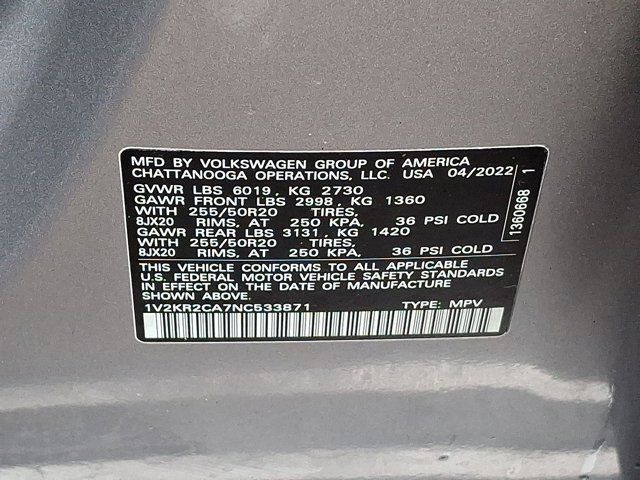 MFD BY VOLKSWAGEN GROUP OF AMERICA
CHATTANOOGA OPERATIONS, LLC. USA 04/2022
GVWR LBS 6019, KG 2730
GAWR FRONT LBS 2998, KG 1360
WITH 255/50R20 TIRES,
8JX20 RIMS, AT 250 KPA, 36 PSI COLD
GAWR REAR LBS 3131, KG 1420
WITH 255/50R20 TIRES,
8JX20 RIMS, AT 250 KPA, 36 PSI COLD
THIS VEHICLE CONFORMS TO ALL APPLICABLE
U.S. FEDERAL MOTOR VEHICLE SAFETY STANDARDS
IN EFFECT ON THE DATE OF MANUFACTURE
SHOWN ABOVE.
1V2KR2CA7NC533871 TYPE: MPV
1360668 1